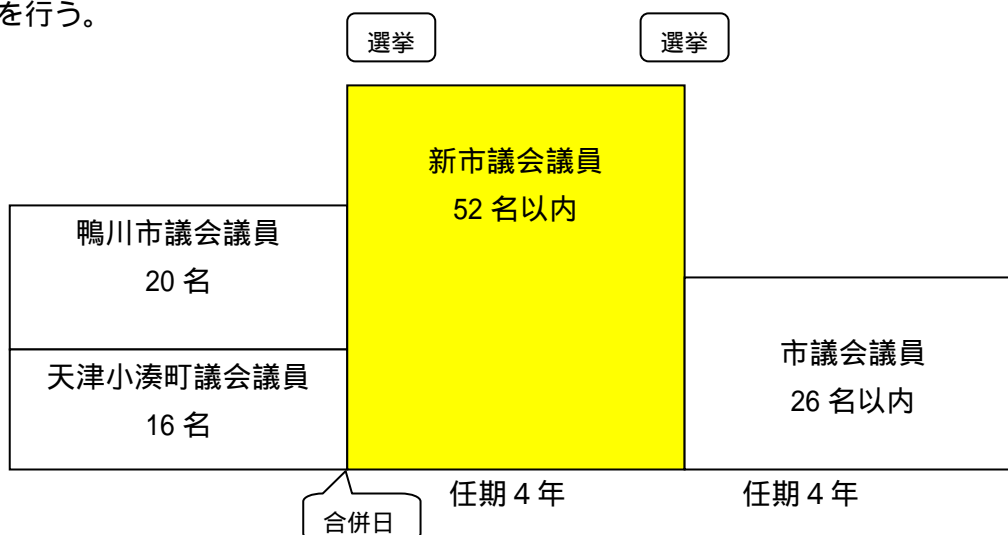 を行う。
選挙
選挙
新市議会議員
52 名以内
鴨川市議会議員
20 名
天津小湊町議会議員
16 名
市議会議員
26 名以内
任期4年
任期4年
合併日